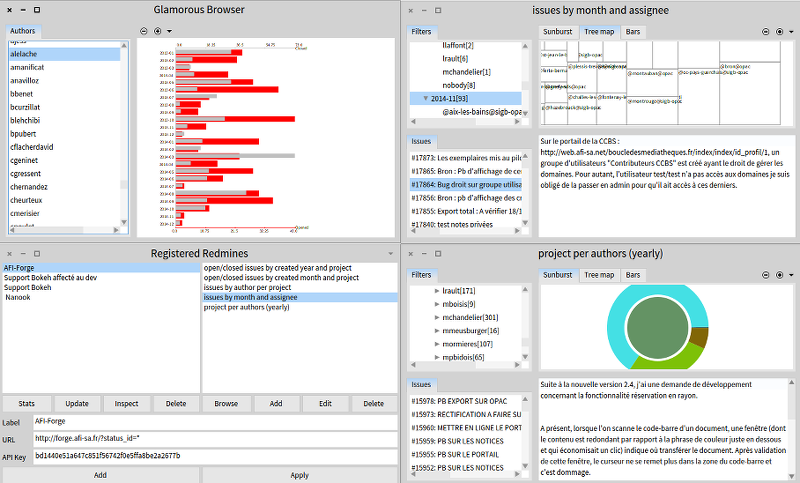 Glamorous Browser
Authors
alelache
amanificat
anavilloz
bbenet
bcurzillat
blehchibi
bpubert
cflacherdavid
cgeninet
cgressent
chernandez
cheurteux
cmerisier
issues by month and assignee
Filters
llaffont[2]
lrault[6]
mchandelier[1]
nobody[8]
2014-11[93]
@aix-les-bains@sigb-opa
Sunburst Tree map Bars
@montauban@opac
@bron@opac
@montrouge@sigb-opac
Issues
#17873: Les exemplaires mis au pilo
#17865: Bron : Pb d'affichage de ce
#17864: Bug droit sur groupe utilisa
#17856: Bron : pb d'affichage des c
#17855: Export total : A vérifier 18/1
#17840: test notes privées
Sur le portail de la CCBS :
http://web.afi-sa.net/boucledesmediatheques.fr/index/index/id_profil/1, un
groupe d'utilisateurs "Contributeurs CCBS" est créé ayant le droit de gérer les
domaines. Pour autant, l'utilisateur test/test n'a pas accès aux domaines je suis
obligé de la passer en admin pour qu'il ait accès à ces derniers.
Registered Redmines
AFI-Forge
Support Bokeh affecté au dev
Support Bokeh
Nanook
open/closed issues by created year and project
open/closed issues by created month and project
issues by author per project
issues by month and assignee
project per authors (yearly)
Stats Update Inspect Delete Browse Add Edit Delete
Label AFI-Forge
URL http://forge.afi-sa.fr/?status_id=*
API Key bd1440e51a647c851f56742f0e5ffa8be2a2677b
Add Apply
project per authors (yearly)
Filters
lrault[171]
mboisis[9]
mchandelier[301]
mmeusburger[16]
mormieres[107]
mpbidois[65]
Sunburst Tree map Bars
Issues
#15978: PB EXPORT SUR OPAC
#15973: RECTIFICATION A FAIRE SU
#15960: METTRE EN LIGNE LE PORT
#15959: PB SUR LES NOTICES
#15955: PB SUR LE PORTAIL
#15952: PB SUR LES NOTICES
Suite à la nouvelle version 2.4, j'ai une demande de développement
concernant la fonctionnalité réservation en rayon.
A présent, lorsque l'on scanne le code-barre d'un document, une fenêtre (dont
le contenu est redondant par rapport à la phrase de couleur juste en dessous
et qui économisait un clic) indique où transférer le document. Après validation
de cette fenêtre, le curseur ne se remet plus dans la zone du code-barre et
c'est dommage.